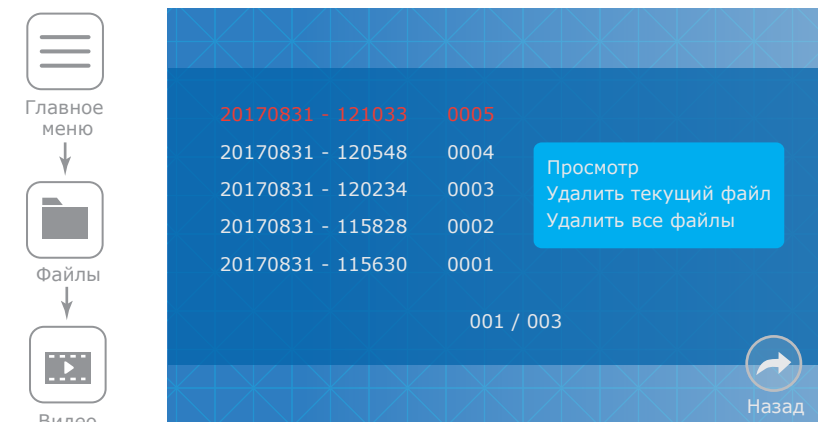 Главное
меню
Файлы
Видео
20170831 - 121033 0005
20170831 - 120548 0004
20170831 - 120234 0003
20170831 - 115828 0002
20170831 - 115630 0001
Просмотр
Удалить текущий файл
Удалить все файлы
001 / 003
Назад